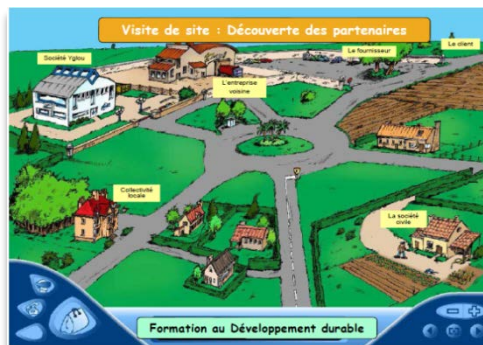 Visite de site : Découverte des partenaires
Le client
Le fournisseur
Société Yglou
L'entreprise
voisine
Collectivité
locale
La société
civile
Formation au Développement durable